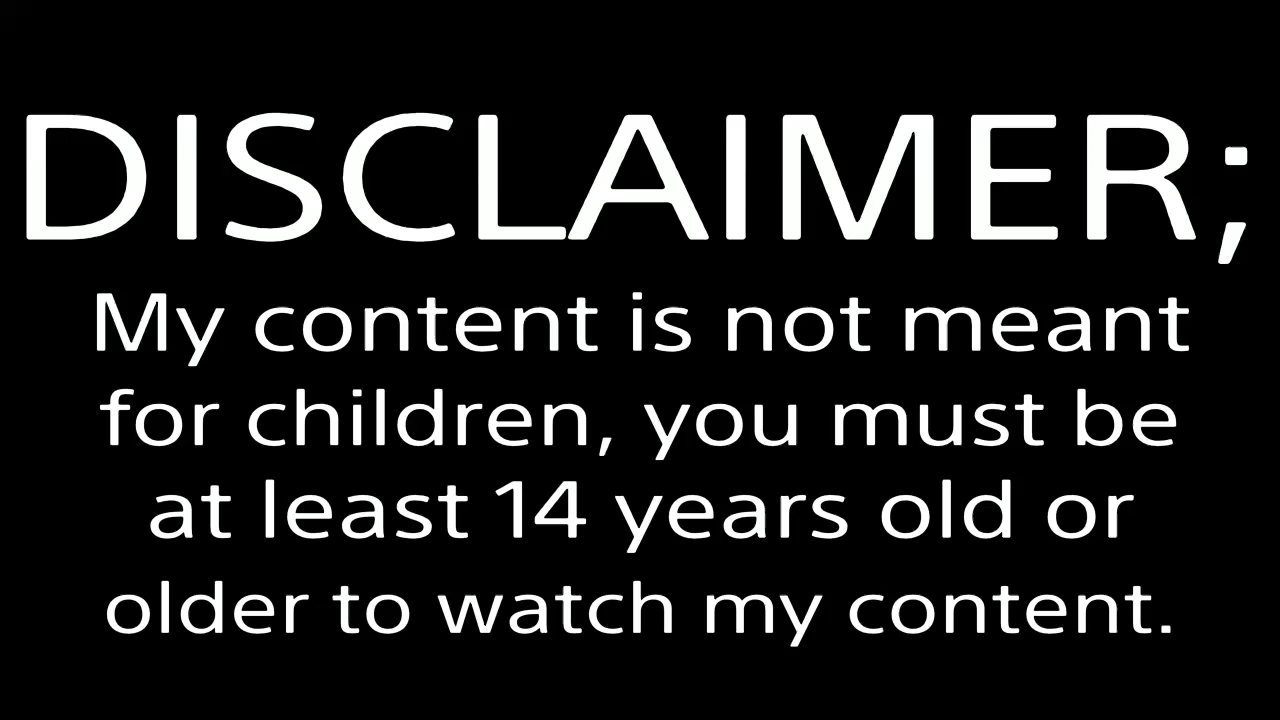 DISCLAIMER;
My content is not meant
for children, you must be
at least 14 years old or
older to watch my content.